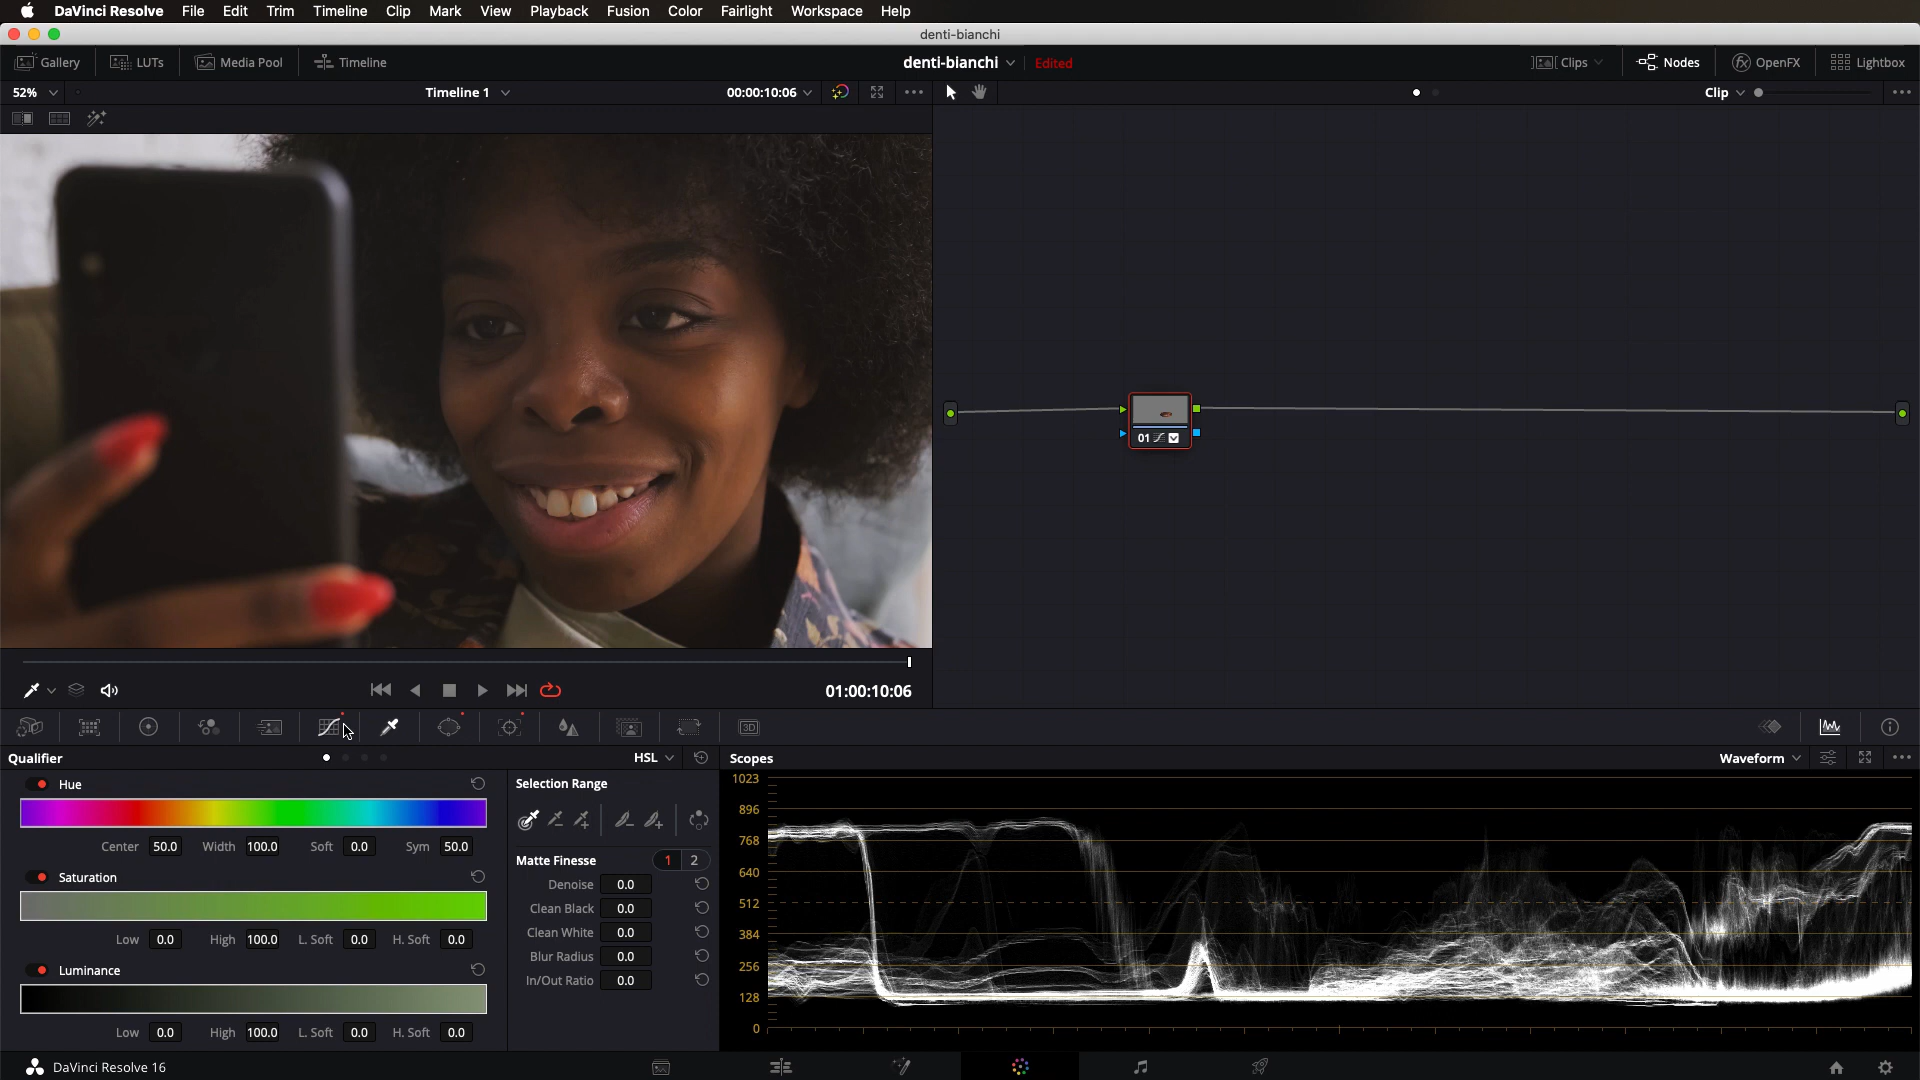 DaVinci Resolve File Edit Trim Timeline Clip Mark View Playback Fusion Color Fairlight Workspace Help
denti-bianchi
Gallery LUTs Media Pool Timeline denti-bianchi Edited Clips Nodes OpenFX Lightbox
52% Timeline 1 00:00:10:06 Clip
01
01:00:10:06
3D
Qualifier HSL Scopes Waveform
Hue
Center 50.0 Width 100.0 Soft 0.0 Sym 50.0
Saturation
Low 0.0 High 100.0 L. Soft 0.0 H. Soft 0.0
Luminance
Low 0.0 High 100.0 L. Soft 0.0 H. Soft 0.0
Selection Range
Matte Finesse 1 2
Denoise 0.0
Clean Black 0.0
Clean White 0.0
Blur Radius 0.0
In/Out Ratio 0.0
1023
896
768
640
512
384
256
128
0
DaVinci Resolve 16